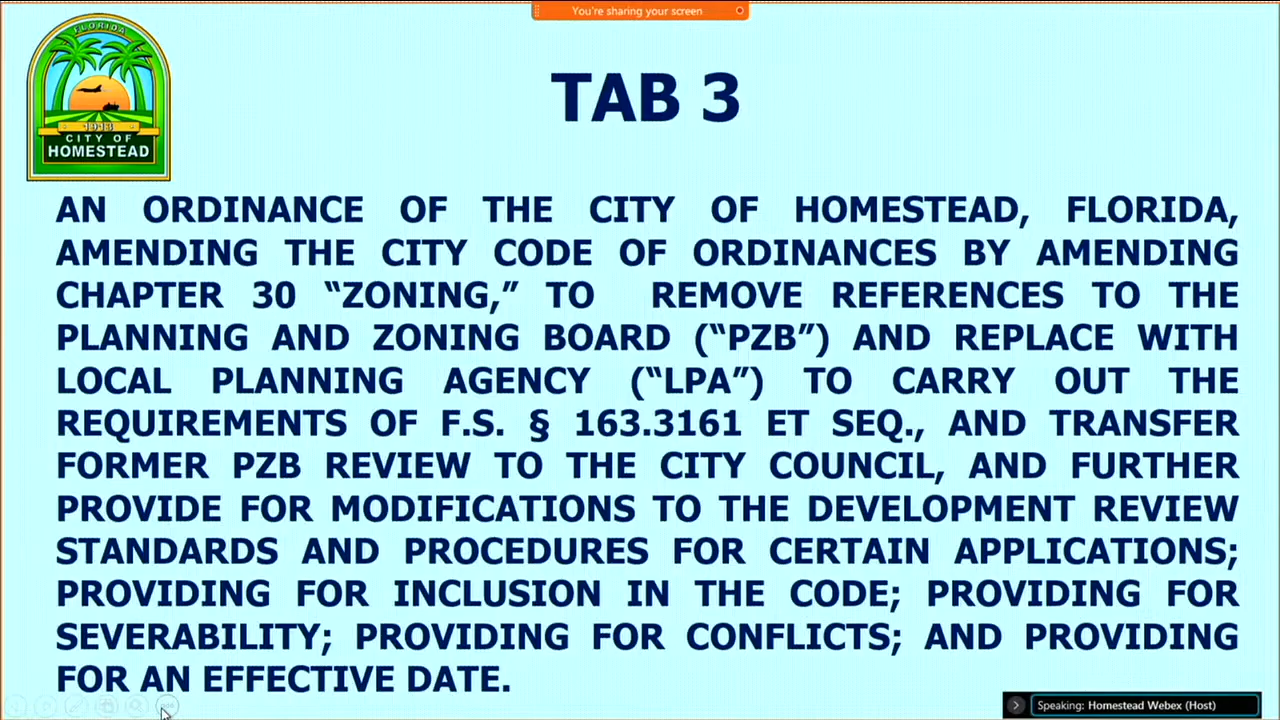 You're sharing your screen
FLORIDA
1913
CITY OF
HOMESTEAD
TAB 3
AN ORDINANCE OF THE CITY OF HOMESTEAD, FLORIDA,
AMENDING THE CITY CODE OF ORDINANCES BY AMENDING
CHAPTER 30 “ZONING,” TO REMOVE REFERENCES TO THE
PLANNING AND ZONING BOARD (“PZB”) AND REPLACE WITH
LOCAL PLANNING AGENCY (“LPA”) TO CARRY OUT THE
REQUIREMENTS OF F.S. § 163.3161 ET SEQ., AND TRANSFER
FORMER PZB REVIEW TO THE CITY COUNCIL, AND FURTHER
PROVIDE FOR MODIFICATIONS TO THE DEVELOPMENT REVIEW
STANDARDS AND PROCEDURES FOR CERTAIN APPLICATIONS;
PROVIDING FOR INCLUSION IN THE CODE; PROVIDING FOR
SEVERABILITY; PROVIDING FOR CONFLICTS; AND PROVIDING
FOR AN EFFECTIVE DATE.
Speaking: Homestead Webex (Host)